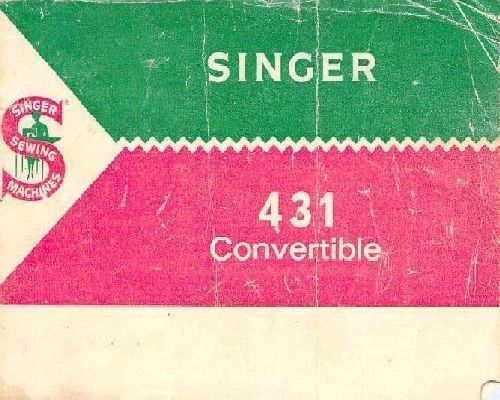 SINGER
SINGER
SEWING
MACHINES
431
Convertible